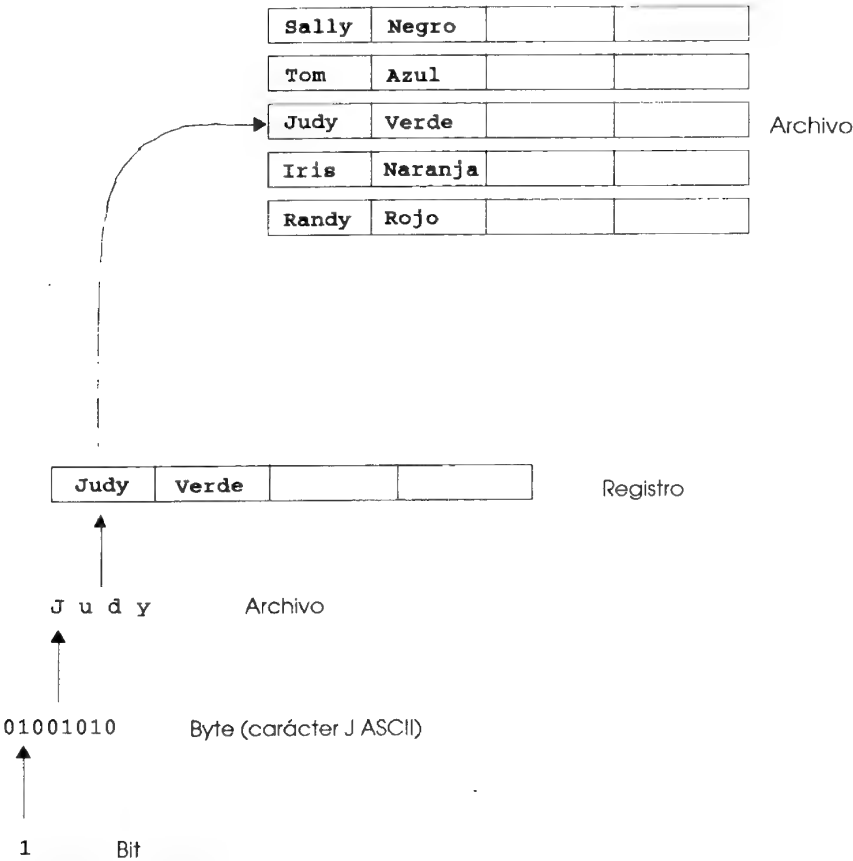 Sally Negro
Tom Azul
Judy Verde Archivo
Iris Naranja
Randy Rojo
Judy Verde Registro
J u d y Archivo
01001010 Byte (carácter J ASCII)
1 Bit